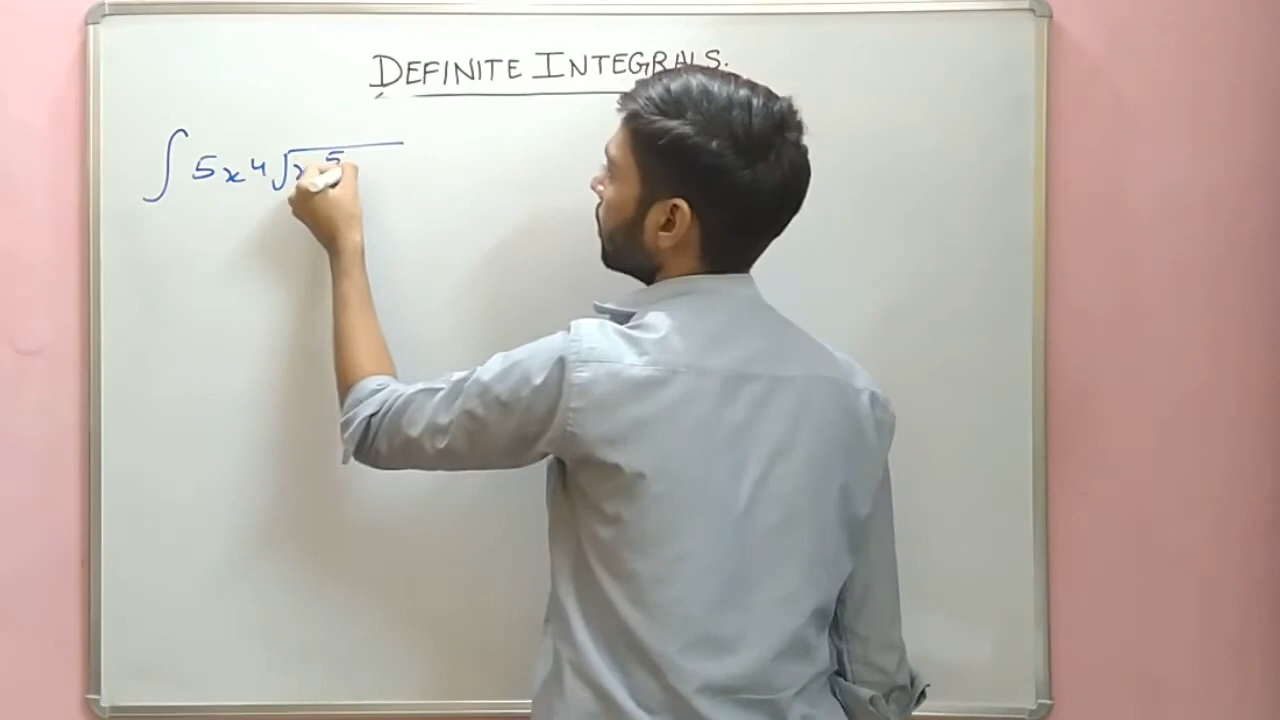 DEFINITE INTEGRALS.
∫ 5x⁴√x⁵